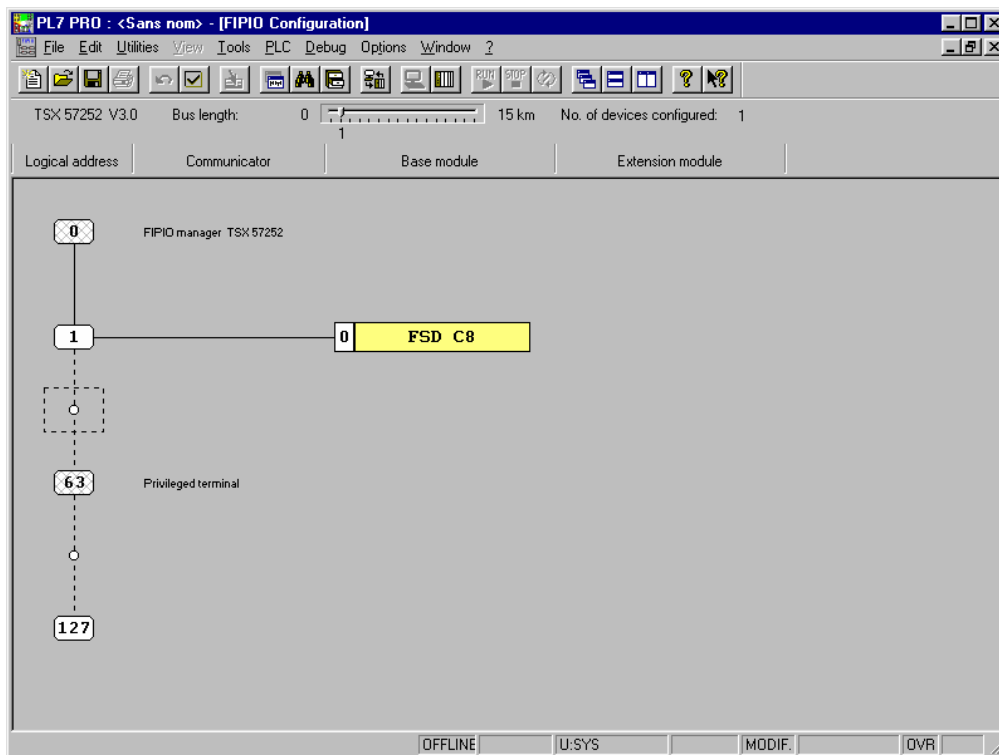 PL7 PRO : <Sans nom> - [FIPIO Configuration]
File Edit Utilities View Tools PLC Debug Options Window ?
RUN STOP
TSX 57252 V3.0 Bus length: 0 15 km No. of devices configured: 1
1
Logical address Communicator Base module Extension module
0 FIPIO manager TSX 57252
1 0 FSD C8
63 Privileged terminal
127
OFFLINE U:SYS MODIF. OVR